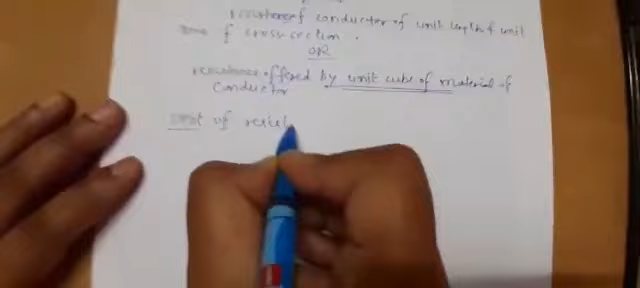 resistance of conductor of unit length & unit
area of cross section .
OR
resistance offered by unit cube of material of
conductor
Unit of resist